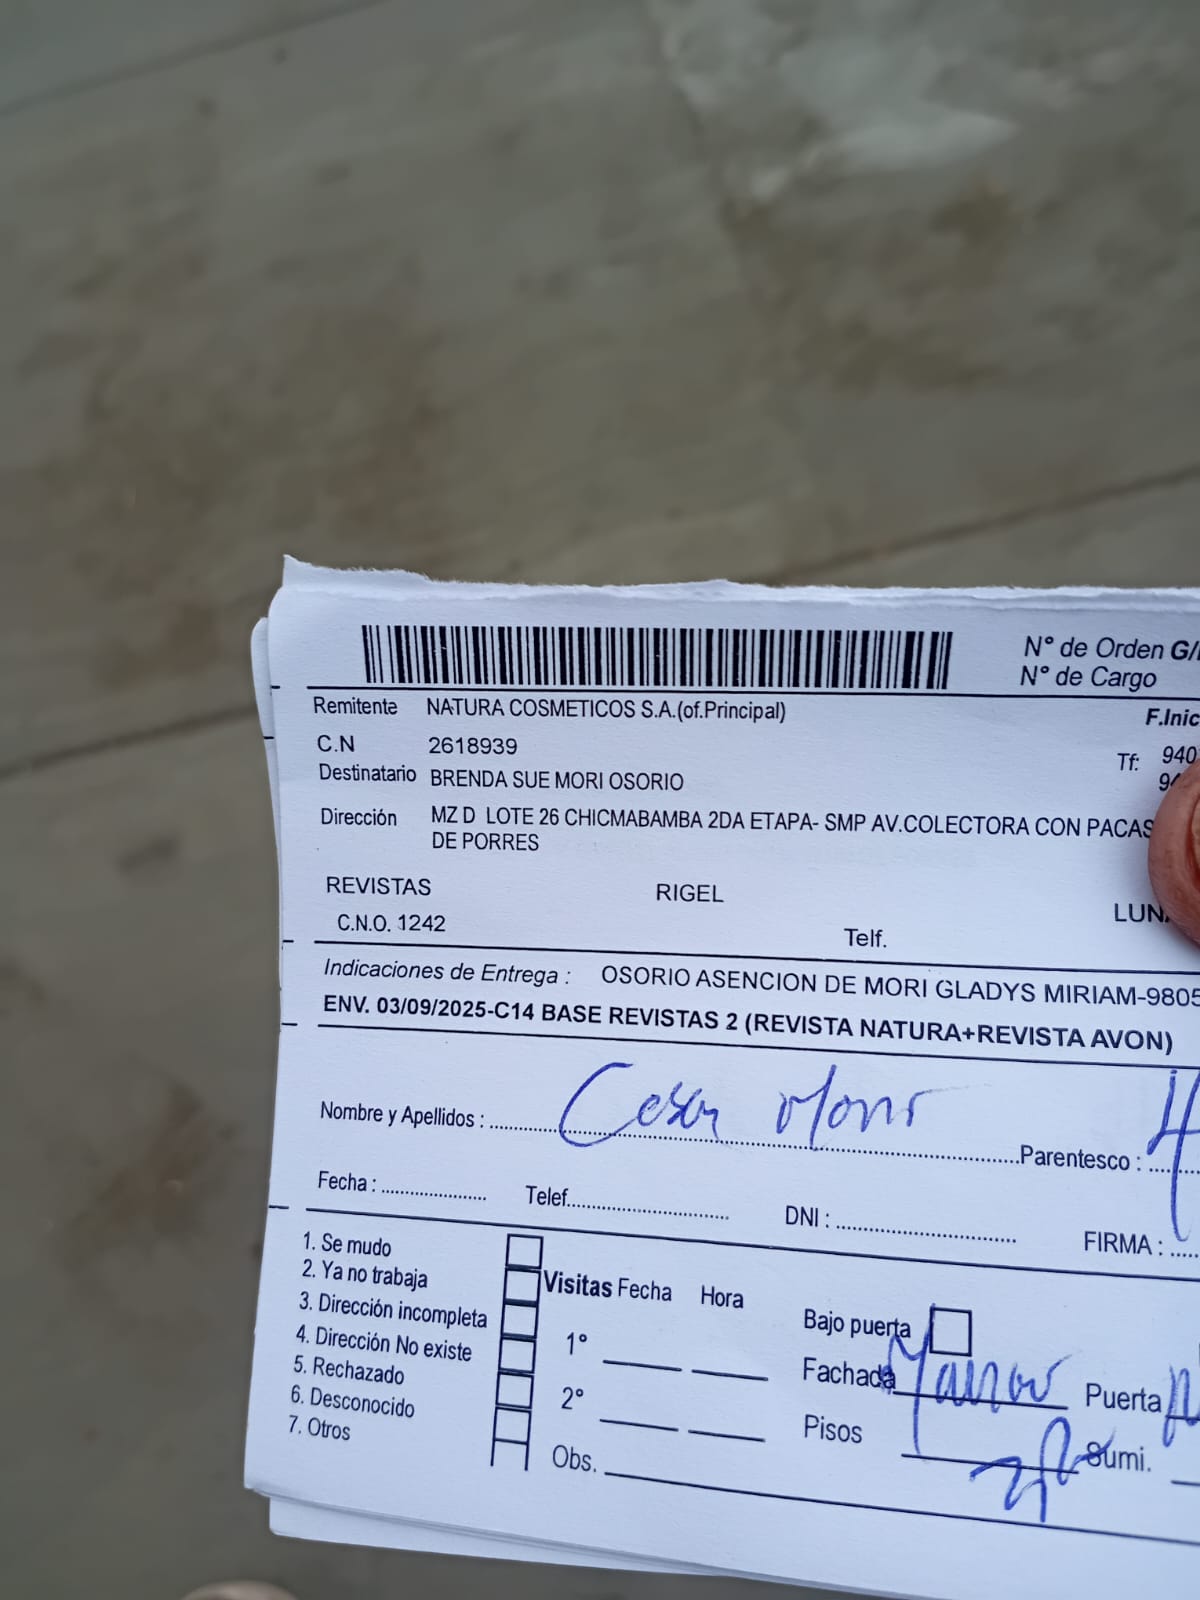 N° de Orden G/
N° de Cargo
Remitente NATURA COSMETICOS S.A.(of.Principal)
F.Inic
C.N 2618939
Tf: 940
Destinatario BRENDA SUE MORI OSORIO
Dirección MZ D LOTE 26 CHICMABAMBA 2DA ETAPA- SMP AV.COLECTORA CON PACAS
DE PORRES
REVISTAS RIGEL LUN
C.N.O. 1242 Telf.
Indicaciones de Entrega : OSORIO ASENCION DE MORI GLADYS MIRIAM-9805
ENV. 03/09/2025-C14 BASE REVISTAS 2 (REVISTA NATURA+REVISTA AVON)
Nombre y Apellidos : Cesar Mori Parentesco :
Fecha : Telef. DNI : FIRMA :
1. Se mudo
2. Ya no trabaja
3. Dirección incompleta
4. Dirección No existe
5. Rechazado
6. Desconocido
7. Otros
Visitas Fecha Hora
1°
2°
Obs.
Bajo puerta
Fachada Puerta
Pisos Sumi.